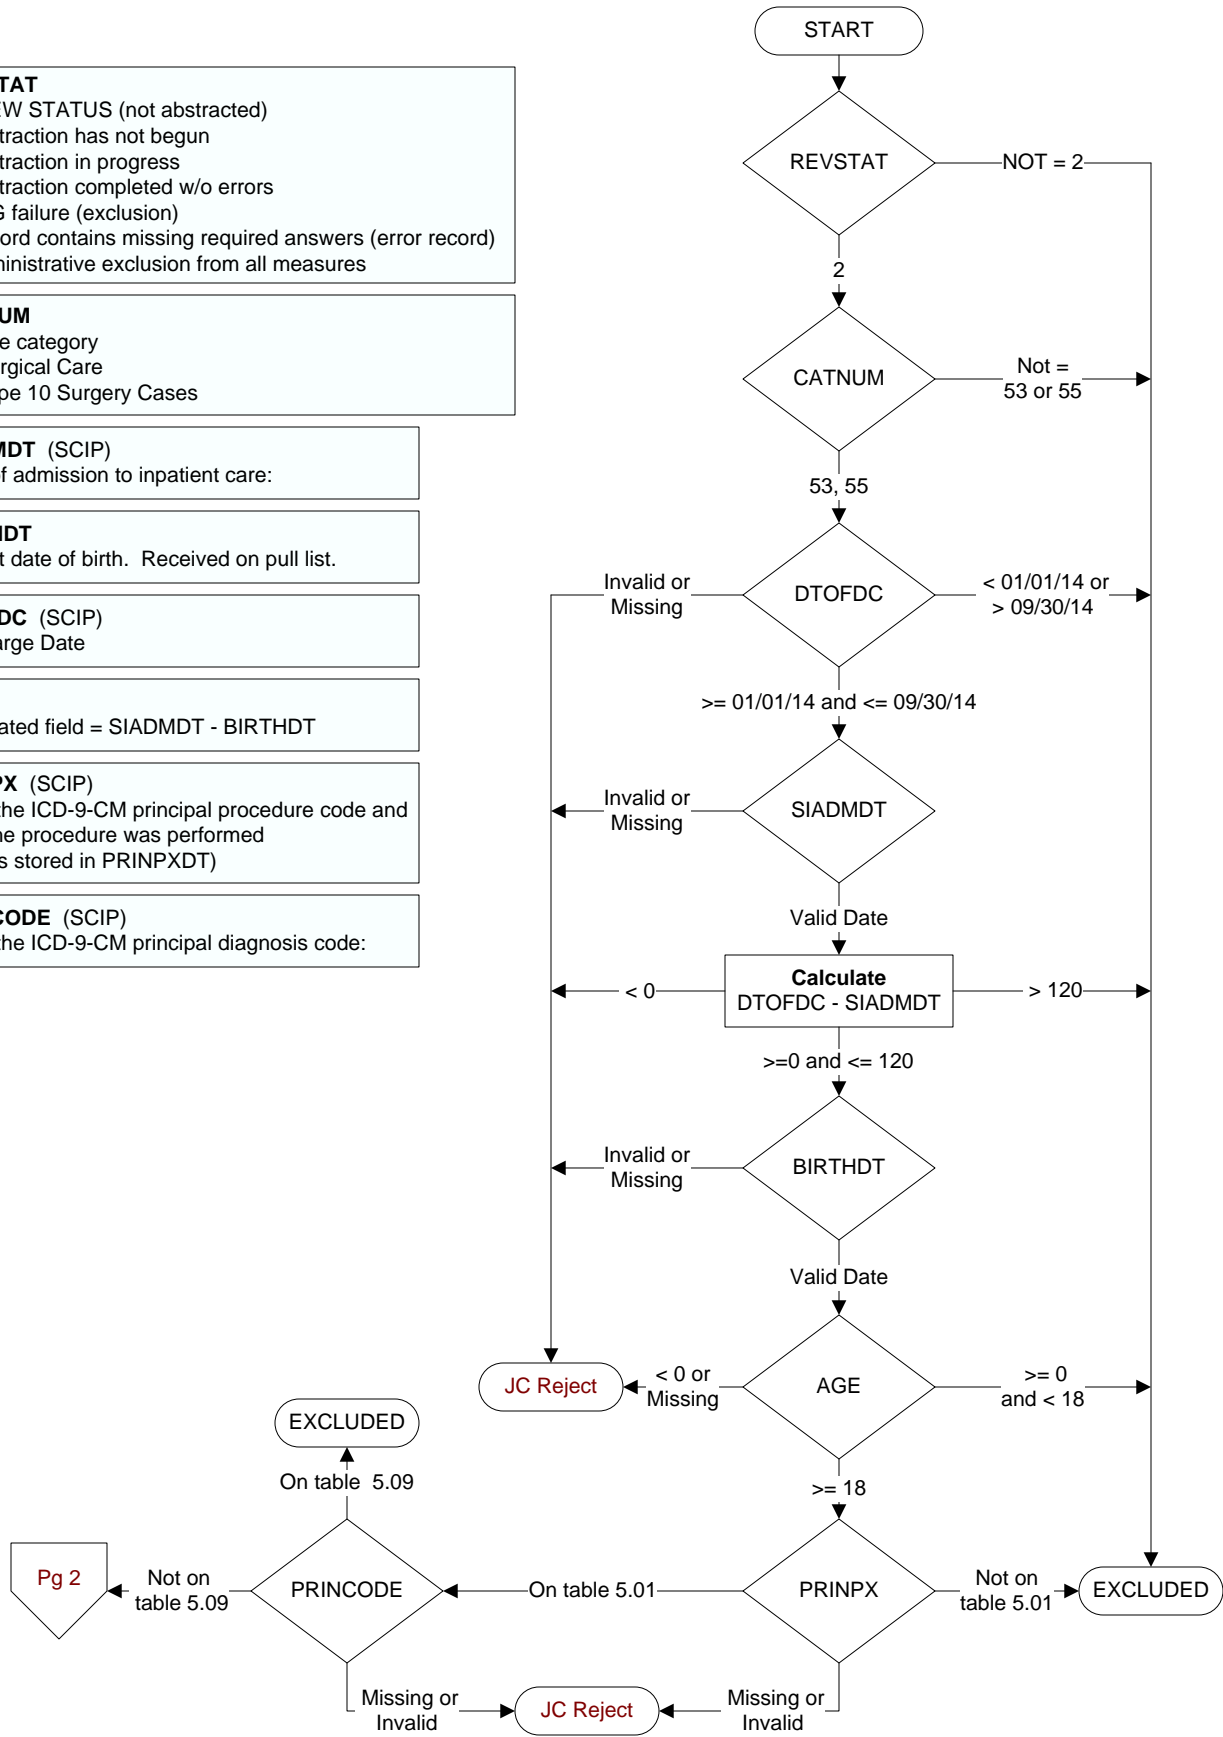 START
TAT
EW STATUS (not abstracted)
traction has not begun
traction in progress
traction completed w/o errors
G failure (exclusion)
ord contains missing required answers (error record)
ministrative exclusion from all measures
UM
e category
rgical Care
pe 10 Surgery Cases
MDT (SCIP)
of admission to inpatient care:
HDT
t date of birth. Received on pull list.
DC (SCIP)
arge Date
ated field = SIADMDT - BIRTHDT
PX (SCIP)
the ICD-9-CM principal procedure code and
he procedure was performed
s stored in PRINPXDT)
CODE (SCIP)
the ICD-9-CM principal diagnosis code:
REVSTAT
NOT = 2
2
CATNUM
Not =
53 or 55
53, 55
Invalid or
Missing
DTOFDC
< 01/01/14 or
> 09/30/14
>= 01/01/14 and <= 09/30/14
Invalid or
Missing
SIADMDT
Valid Date
< 0
Calculate
DTOFDC - SIADMDT
> 120
>=0 and <= 120
Invalid or
Missing
BIRTHDT
Valid Date
JC Reject
< 0 or
Missing
AGE
>= 0
and < 18
>= 18
EXCLUDED
On table 5.09
Pg 2
Not on
table 5.09
PRINCODE
On table 5.01
PRINPX
Not on
table 5.01
EXCLUDED
Missing or
Invalid
JC Reject
Missing or
Invalid